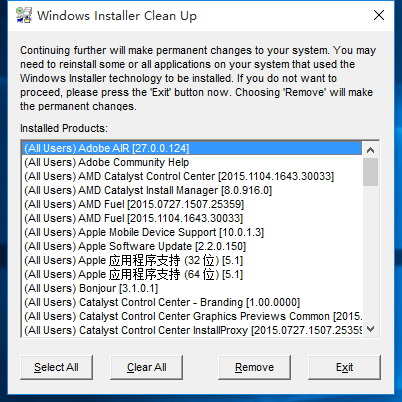 Windows Installer Clean Up
Continuing further will make permanent changes to your system. You may
need to reinstall some or all applications on your system that used the
Windows Installer technology to be installed. If you do not want to
proceed, please press the 'Exit' button now. Choosing 'Remove' will make
the permanent changes.
Installed Products:
(All Users) Adobe AIR [27.0.0.124]
(All Users) Adobe Community Help
(All Users) AMD Catalyst Control Center [2015.1104.1643.30033]
(All Users) AMD Catalyst Install Manager [8.0.916.0]
(All Users) AMD Fuel [2015.0727.1507.25359]
(All Users) AMD Fuel [2015.1104.1643.30033]
(All Users) Apple Mobile Device Support [10.0.1.3]
(All Users) Apple Software Update [2.2.0.150]
(All Users) Apple 应用程序支持 (32 位) [5.1]
(All Users) Apple 应用程序支持 (64 位) [5.1]
(All Users) Bonjour [3.1.0.1]
(All Users) Catalyst Control Center - Branding [1.00.0000]
(All Users) Catalyst Control Center Graphics Previews Common [2015.
(All Users) Catalyst Control Center InstallProxy [2015.0727.1507.25359
Select All Clear All Remove Exit